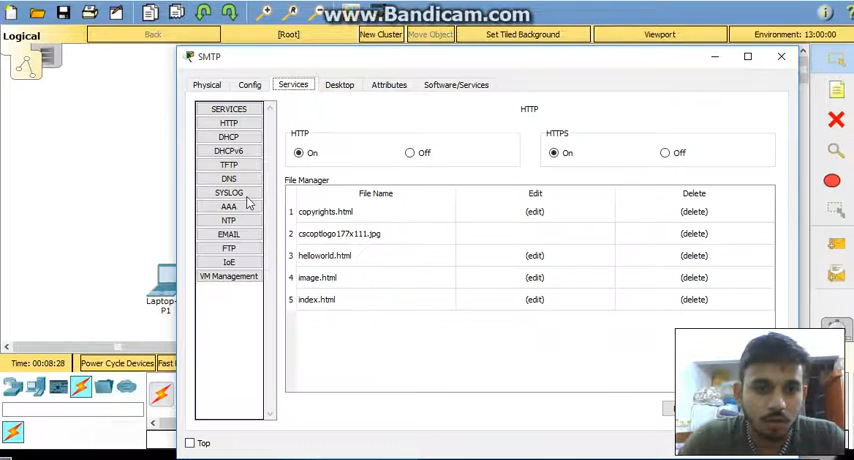 www.Bandicam.com
Logical
Back
[Root]
New Cluster
Move Object
Set Tiled Background
Viewport
Environment: 13:00:00
SMTP
Physical
Config
Services
Desktop
Attributes
Software/Services
SERVICES
HTTP
DHCP
DHCPv6
TFTP
DNS
SYSLOG
AAA
NTP
EMAIL
FTP
IoE
VM Management
HTTP
HTTP
On
Off
HTTPS
On
Off
File Manager
File Name
Edit
Delete
1 copyrights.html (edit) (delete)
2 cscoptlogo177x111.jpg (delete)
3 helloworld.html (edit) (delete)
4 image.html (edit) (delete)
5 index.html (edit) (delete)
Laptop-
P1
Time: 00:08:28
Power Cycle Devices
Fast
Top